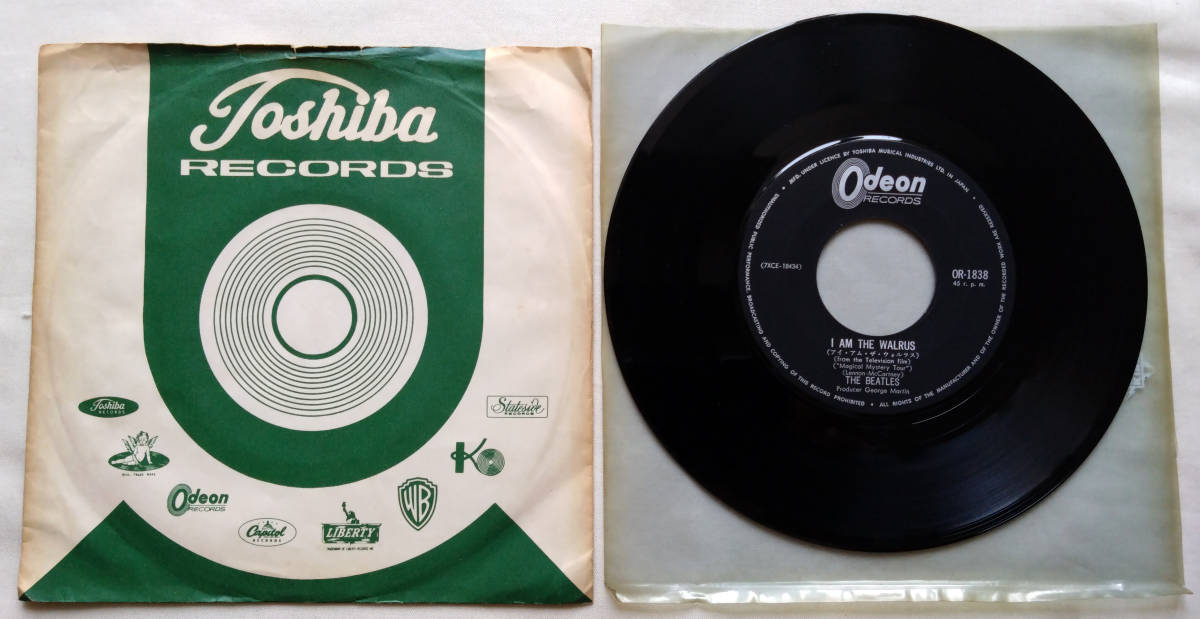 Toshiba
RECORDS
Toshiba
RECORDS
Stateside
RECORDS
Odeon
RECORDS
Capitol
RECORDS
LIBERTY
WB
K
Odeon
RECORDS
MFD. UNDER LICENCE BY TOSHIBA MUSICAL INDUSTRIES LTD. IN JAPAN • ALL RIGHTS OF THE MANUFACTURER AND OF THE OWNER OF THE RECORDED WORK ARE RESERVED • UNAUTHORIZED PUBLIC PERFORMANCE, BROADCASTING AND COPYING OF THIS RECORD PROHIBITED •
(7XCE-18434)
OR-1838
45 r. p. m.
I AM THE WALRUS
(アイ・アム・ザ・ウォルラス)
(from the Television film)
("Magical Mystery Tour")
(Lennon-McCartney)
THE BEATLES
Producer George Martin